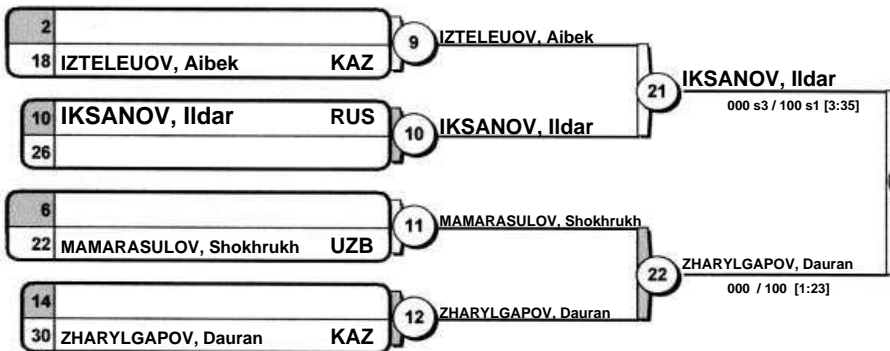 2
18 IZTELEUOV, Aibek KAZ
9
IZTELEUOV, Aibek
10 IKSANOV, Ildar RUS
26
10
IKSANOV, Ildar
21
IKSANOV, Ildar
000 s3 / 100 s1 [3:35]
6
22 MAMARASULOV, Shokhrukh UZB
11
MAMARASULOV, Shokhrukh
14
30 ZHARYLGAPOV, Dauran KAZ
12
ZHARYLGAPOV, Dauran
22
ZHARYLGAPOV, Dauran
000 / 100 [1:23]